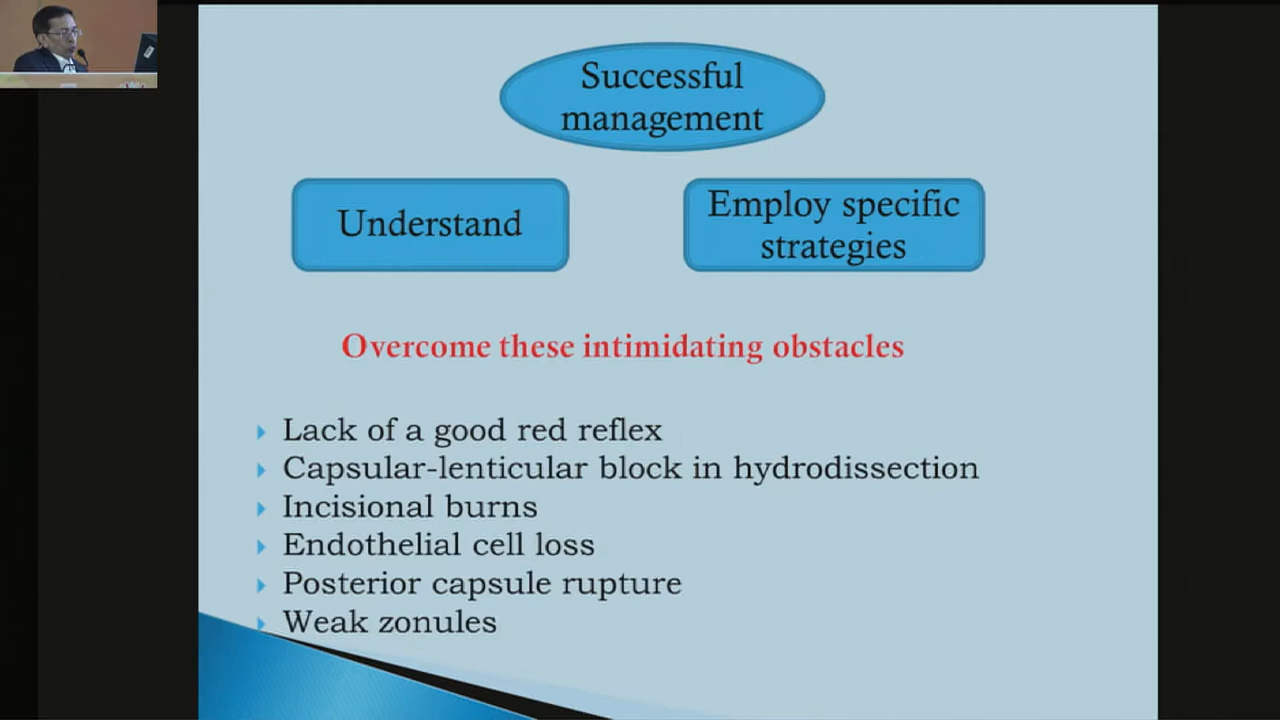 Successful
management
Understand
Employ specific
strategies
Overcome these intimidating obstacles
Lack of a good red reflex
Capsular-lenticular block in hydrodissection
Incisional burns
Endothelial cell loss
Posterior capsule rupture
Weak zonules